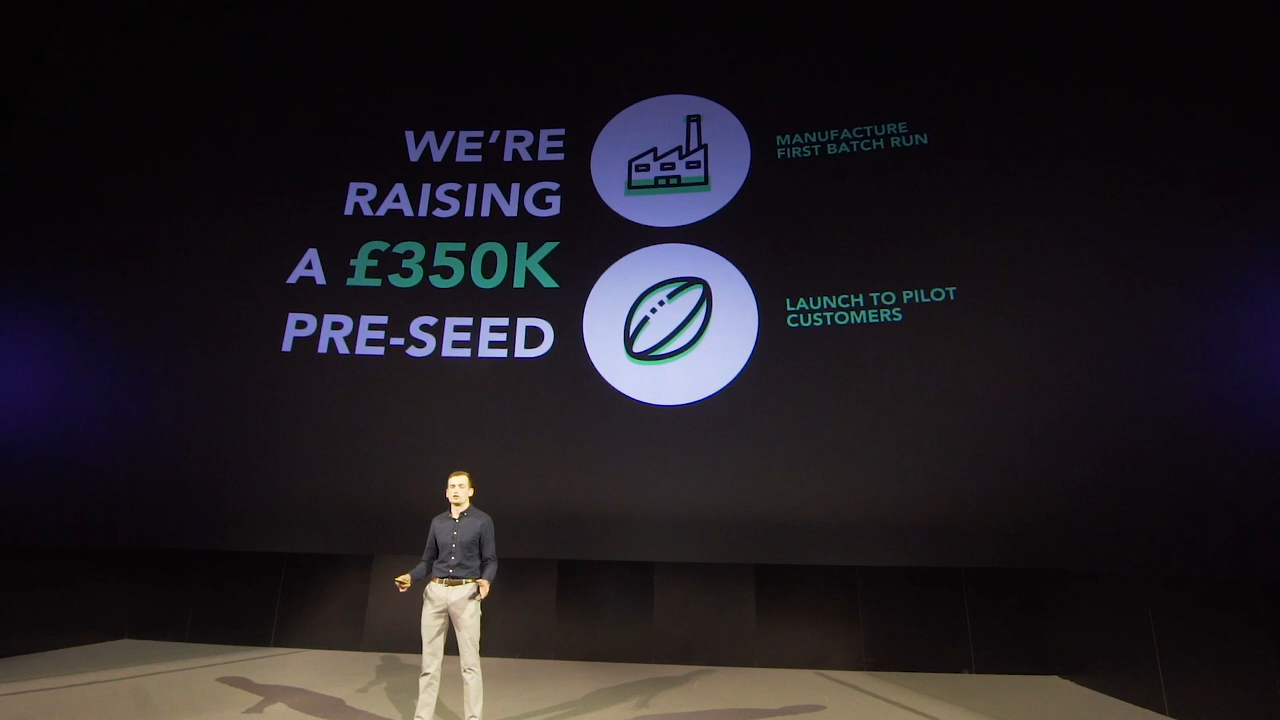 WE'RE
RAISING
A £350K
PRE-SEED
MANUFACTURE
FIRST BATCH RUN
LAUNCH TO PILOT
CUSTOMERS